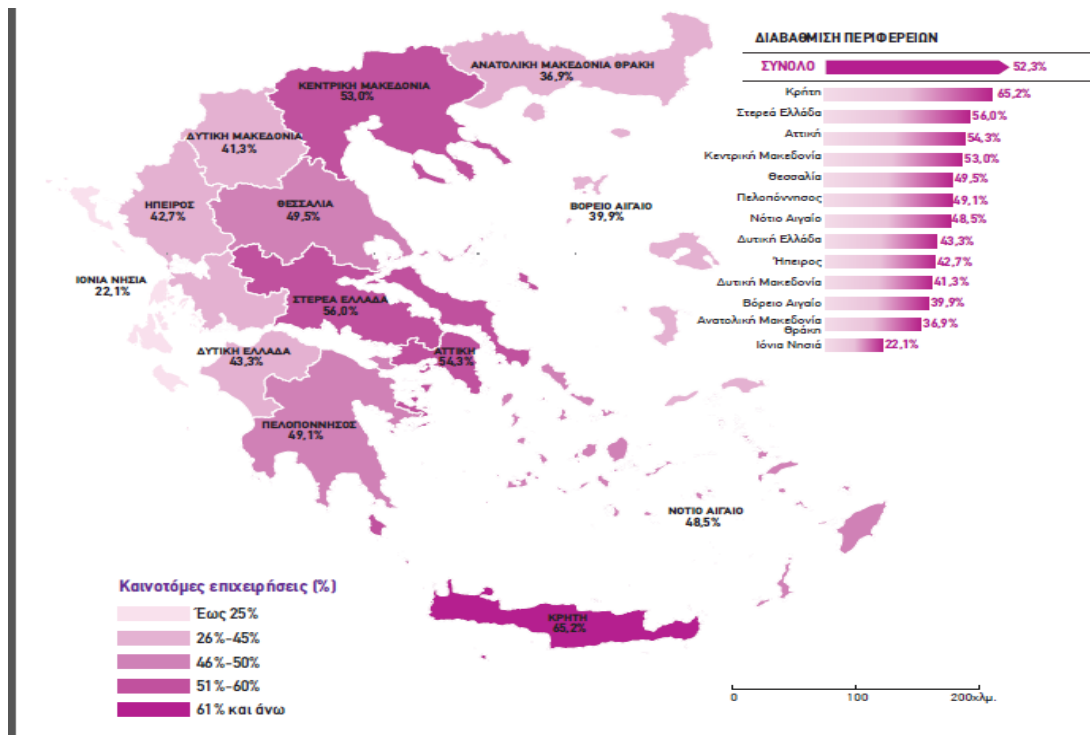 ΑΝΑΤΟΛΙΚΗ ΜΑΚΕΔΟΝΙΑ ΘΡΑΚΗ
36,9%
ΚΕΝΤΡΙΚΗ ΜΑΚΕΔΟΝΙΑ
53,0%
ΔΥΤΙΚΗ ΜΑΚΕΔΟΝΙΑ
41,3%
ΗΠΕΙΡΟΣ
42,7%
ΘΕΣΣΑΛΙΑ
49,5%
ΒΟΡΕΙΟ ΑΙΓΑΙΟ
39,9%
ΙΟΝΙΑ ΝΗΣΙΑ
22,1%
ΣΤΕΡΕΑ ΕΛΛΑΔΑ
56,0%
ΔΥΤΙΚΗ ΕΛΛΑΔΑ
43,3%
ΑΤΤΙΚΗ
54,3%
ΠΕΛΟΠΟΝΝΗΣΟΣ
49,1%
ΝΟΤΙΟ ΑΙΓΑΙΟ
48,5%
ΚΡΗΤΗ
65,2%
ΔΙΑΒΑΘΜΙΣΗ ΠΕΡΙΦΕΡΕΙΩΝ
ΣΥΝΟΛΟ 52,3%
Κρήτη 65,2%
Στερεά Ελλάδα 56,0%
Αττική 54,3%
Κεντρική Μακεδονία 53,0%
Θεσσαλία 49,5%
Πελοπόννησος 49,1%
Νότιο Αιγαίο 48,5%
Δυτική Ελλάδα 43,3%
Ήπειρος 42,7%
Δυτική Μακεδονία 41,3%
Βόρειο Αιγαίο 39,9%
Ανατολική Μακεδονία
Θράκη 36,9%
Ιόνια Νησιά 22,1%
Καινοτόμες επιχειρήσεις (%)
Έως 25%
26%-45%
46%-50%
51%-60%
61% και άνω
0 100 200χλμ.